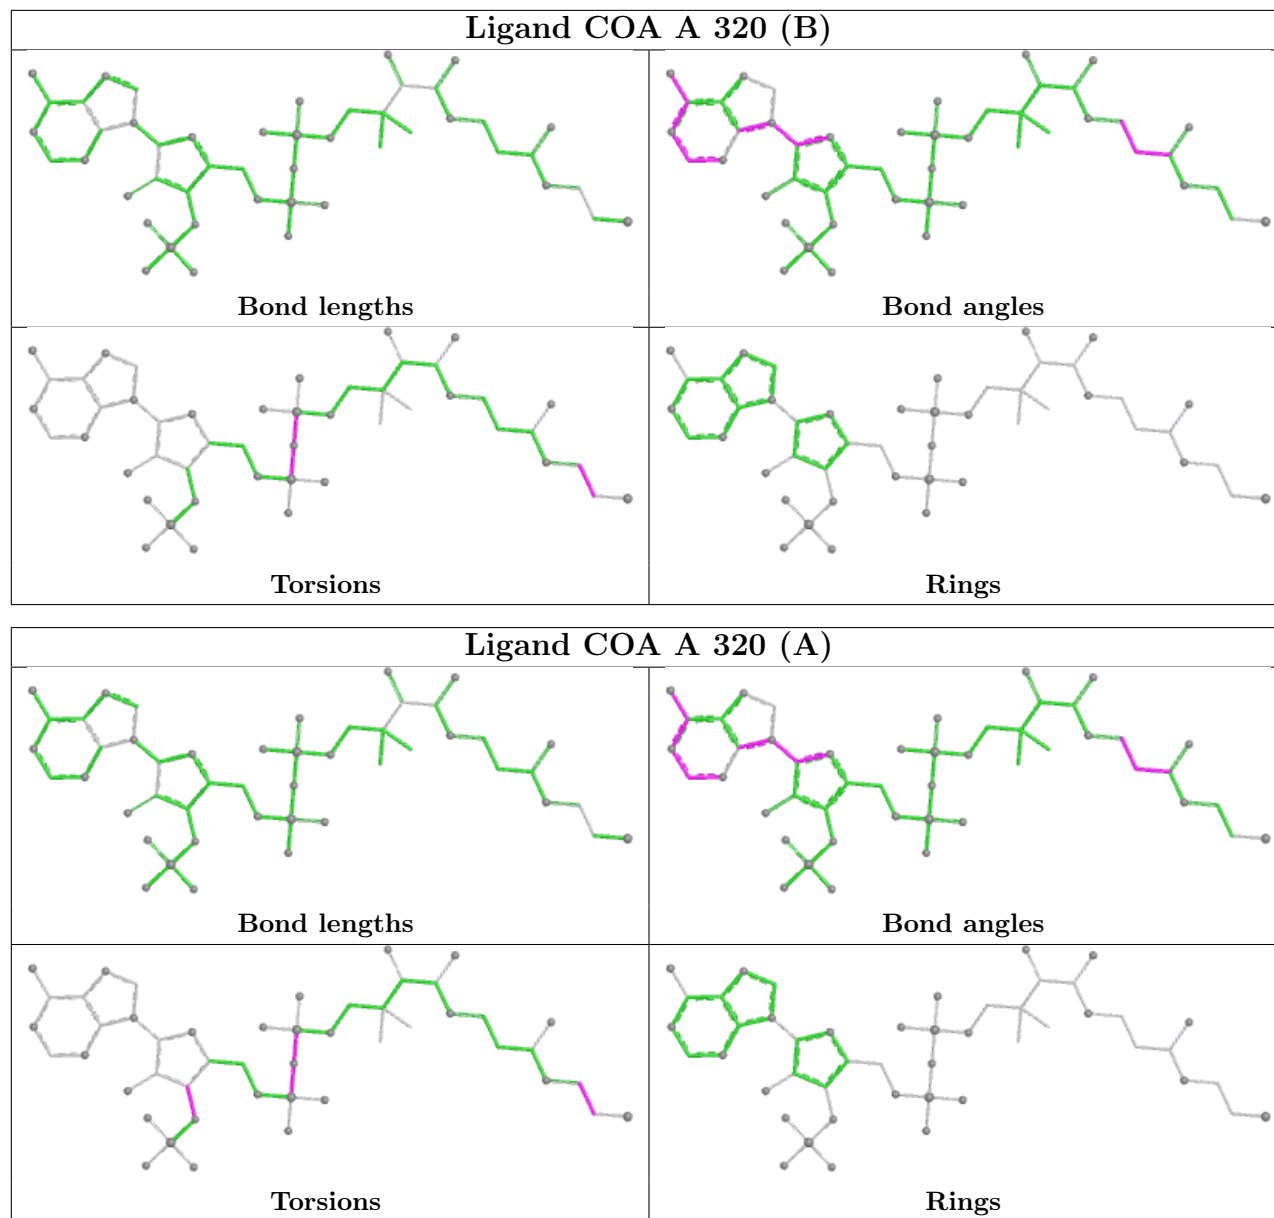 Ligand COA A 320 (B)
Bond lengths
Bond angles
Torsions
Rings
Ligand COA A 320 (A)
Bond lengths
Bond angles
Torsions
Rings